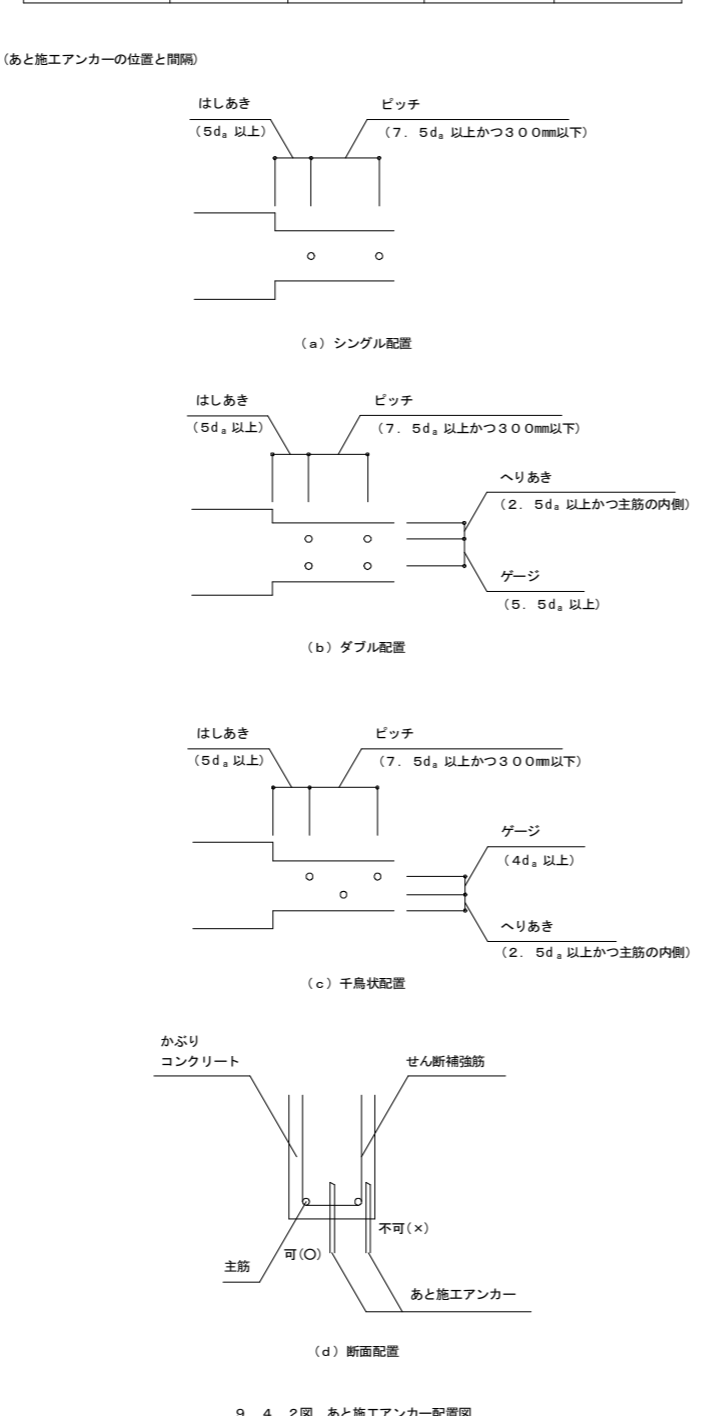 (あと施工アンカーの位置と間隔)
はしあき
ピッチ
(5dₐ 以上)
(7.5dₐ 以上かつ300㎜以下)
(a)シングル配置
はしあき
ピッチ
(5dₐ 以上)
(7.5dₐ 以上かつ300㎜以下)
へりあき
(2.5dₐ 以上かつ主筋の内側)
ゲージ
(5.5dₐ 以上)
(b)ダブル配置
はしあき
ピッチ
(5dₐ 以上)
(7.5dₐ 以上かつ300㎜以下)
ゲージ
(4dₐ 以上)
へりあき
(2.5dₐ 以上かつ主筋の内側)
(c)千鳥状配置
かぶり
コンクリート
せん断補強筋
不可(×)
可(○)
主筋
あと施工アンカー
(d)断面配置
9.4.2図 あと施工アンカー配置図